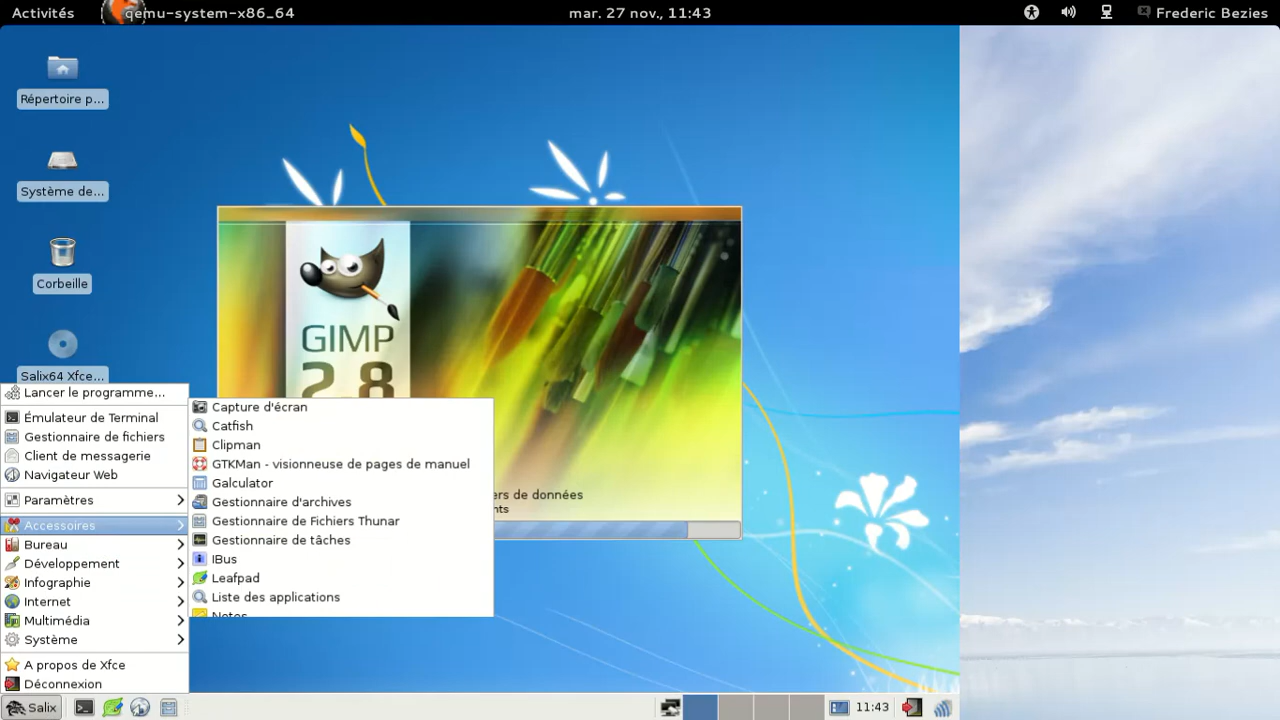 Activités
qemu-system-x86_64
mar. 27 nov., 11:43
Frederic Bezies
Répertoire p...
Système de...
Corbeille
Salix64 Xfce...
GIMP
2.8
ers de données
nts
Lancer le programme...
Émulateur de Terminal
Gestionnaire de fichiers
Client de messagerie
Navigateur Web
Paramètres
Accessoires
Bureau
Développement
Infographie
Internet
Multimédia
Système
A propos de Xfce
Déconnexion
Capture d'écran
Catfish
Clipman
GTKMan - visionneuse de pages de manuel
Galculator
Gestionnaire d'archives
Gestionnaire de Fichiers Thunar
Gestionnaire de tâches
IBus
Leafpad
Liste des applications
Notes
Salix
11:43